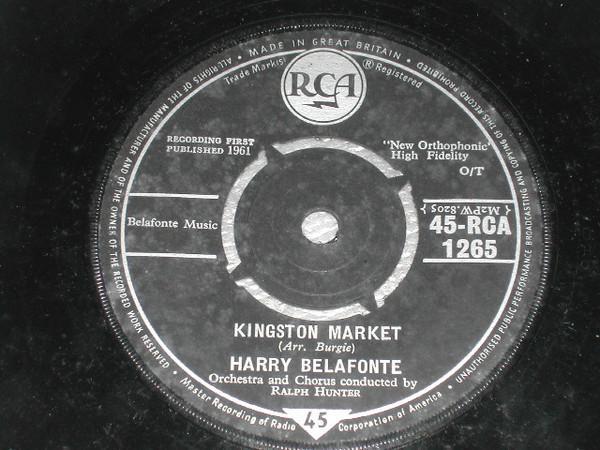 · MADE IN GREAT BRITAIN ·
ALL RIGHTS OF THE MANUFACTURER AND OF THE OWNER OF THE RECORDED WORK RESERVED ·
UNAUTHORISED PUBLIC PERFORMANCE BROADCASTING AND COPYING OF THIS RECORD PROHIBITED ·
Trade Mark(s)
RCA
®Registered
RECORDING FIRST
PUBLISHED 1961
"New Orthophonic"
High Fidelity
O/T
Belafonte Music
{ M2PW.5205 }
45-RCA
1265
KINGSTON MARKET
(Arr. Burgie)
HARRY BELAFONTE
Orchestra and Chorus conducted by
RALPH HUNTER
· Master Recording of Radio
45
Corporation of America ·